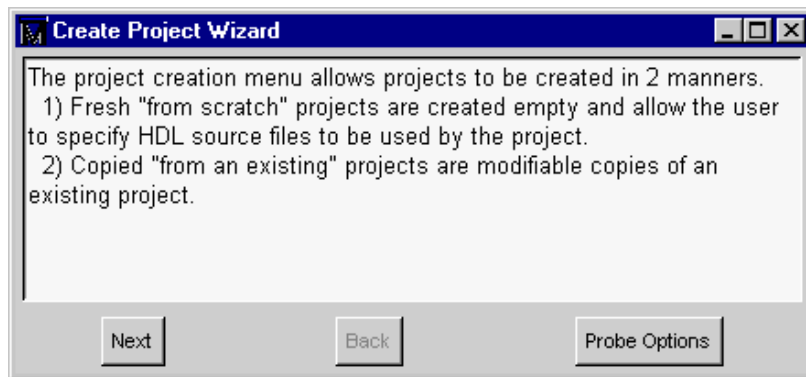 Create Project Wizard
The project creation menu allows projects to be created in 2 manners.
1) Fresh "from scratch" projects are created empty and allow the user
to specify HDL source files to be used by the project.
2) Copied "from an existing" projects are modifiable copies of an
existing project.
Next Back Probe Options